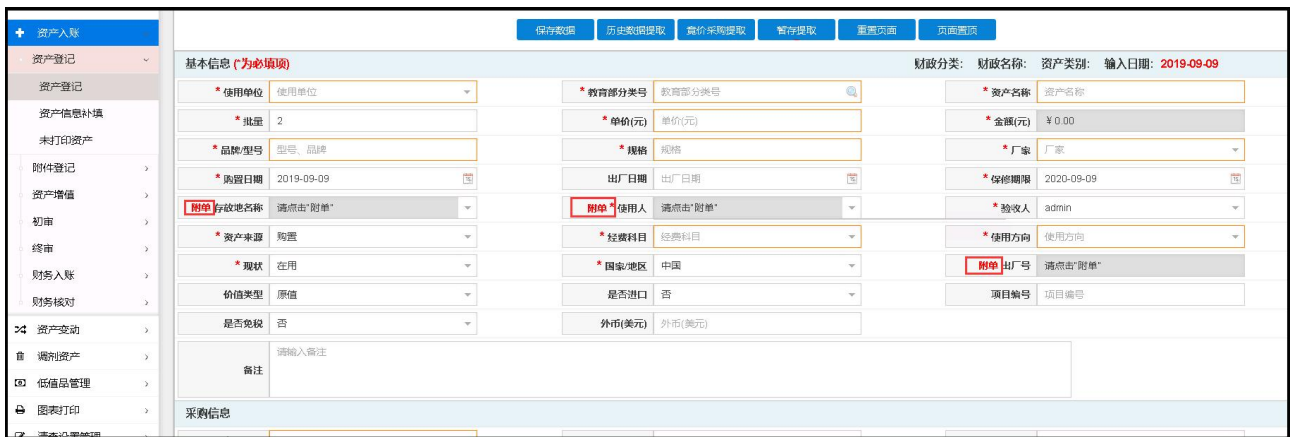 资产入账
资产登记
资产登记
资产信息补填
未打印资产
附件登记
资产增值
初审
终审
财务入账
财务核对
资产变动
调剂资产
低值品管理
图表打印
清查设置管理
保存数据 历史数据提取 竟价采购提取 暂存提取 重置页面 页面置顶
基本信息 (*为必填项) 财政分类: 财政名称: 资产类别: 输入日期: 2019-09-09
* 使用单位 使用单位 * 教育部分类号 教育部分类号 * 资产名称 资产名称
* 批量 2 * 单价(元) 单价(元) * 金额(元) ¥ 0.00
* 品牌/型号 型号、品牌 * 规格 规格 * 厂家 厂家
* 购置日期 2019-09-09 出厂日期 出厂日期 * 保修期限 2020-09-09
附单 存放地名称 请点击"附单" 附单 * 使用人 请点击"附单" * 验收人 admin
* 资产来源 购置 * 经费科目 经费科目 * 使用方向 使用方向
* 现状 在用 * 国家/地区 中国 附单 出厂号 请点击"附单"
价值类型 原值 是否进口 否 项目编号 项目编号
是否免税 否 外币(美元) 外币(美元)
备注 请输入备注
采购信息